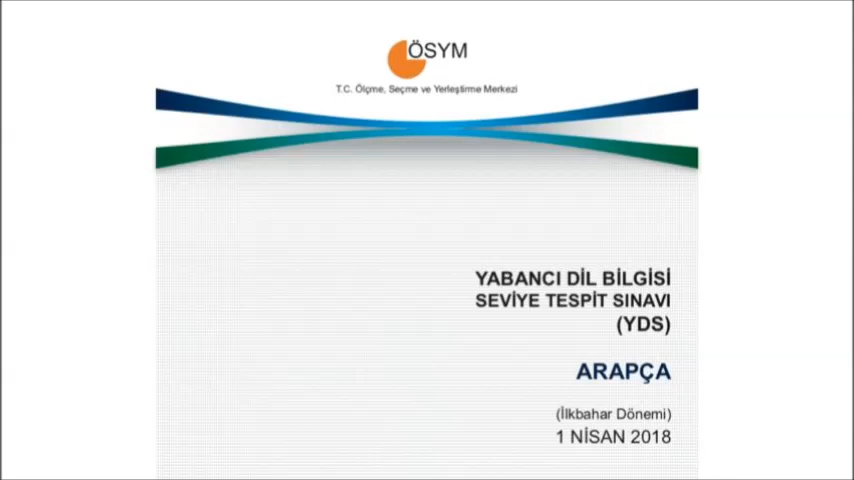 ÖSYM
T.C. Ölçme, Seçme ve Yerleştirme Merkezi
YABANCI DİL BİLGİSİ
SEVİYE TESPİT SINAVI
(YDS)
ARAPÇA
(İlkbahar Dönemi)
1 NİSAN 2018